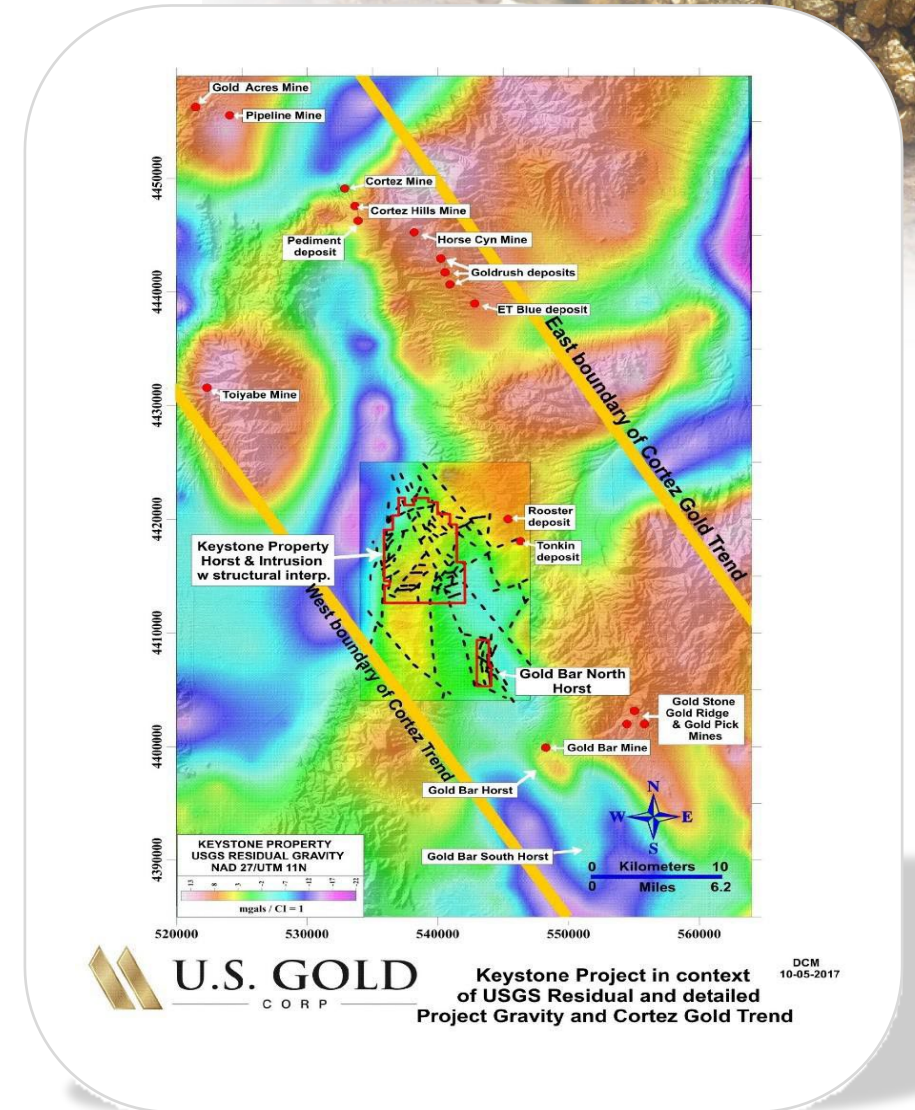 Gold Acres Mine
Pipeline Mine
4450000
Cortez Mine
Cortez Hills Mine
Pediment
deposit
Horse Cyn Mine
Goldrush deposits
4440000
ET Blue deposit
East boundary of Cortez Gold Trend
4430000
Toiyabe Mine
4420000
Rooster
deposit
Tonkin
deposit
Keystone Property
Horst & Intrusion
w structural interp.
West boundary of Cortez Trend
4410000
Gold Bar North
Horst
Gold Stone
Gold Ridge
& Gold Pick
Mines
4400000
Gold Bar Mine
Gold Bar Horst
N
W E
S
Gold Bar South Horst
4390000
0 Kilometers 10
0 Miles 6.2
KEYSTONE PROPERTY
USGS RESIDUAL GRAVITY
NAD 27/UTM 11N
mgals / CI = 1
520000 530000 540000 550000 560000
U.S. GOLD
CORP
DCM
10-05-2017
Keystone Project in context
of USGS Residual and detailed
Project Gravity and Cortez Gold Trend